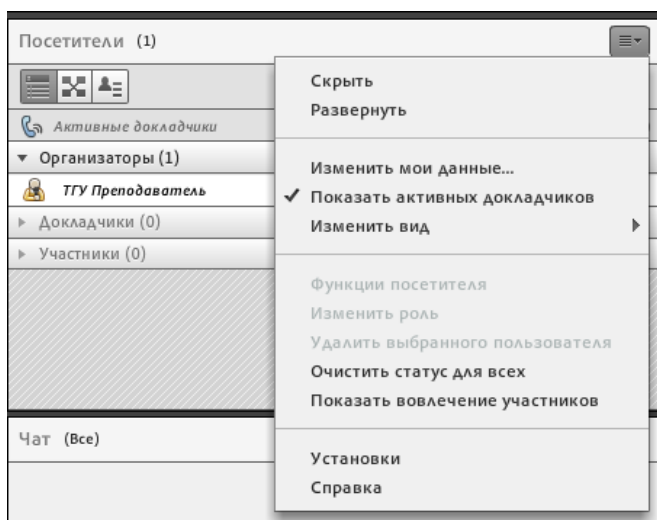 Посетители (1)
Активные докладчики
Организаторы (1)
ТГУ Преподаватель
Докладчики (0)
Участники (0)
Чат (Все)
Скрыть
Развернуть
Изменить мои данные...
Показать активных докладчиков
Изменить вид
Функции посетителя
Изменить роль
Удалить выбранного пользователя
Очистить статус для всех
Показать вовлечение участников
Установки
Справка